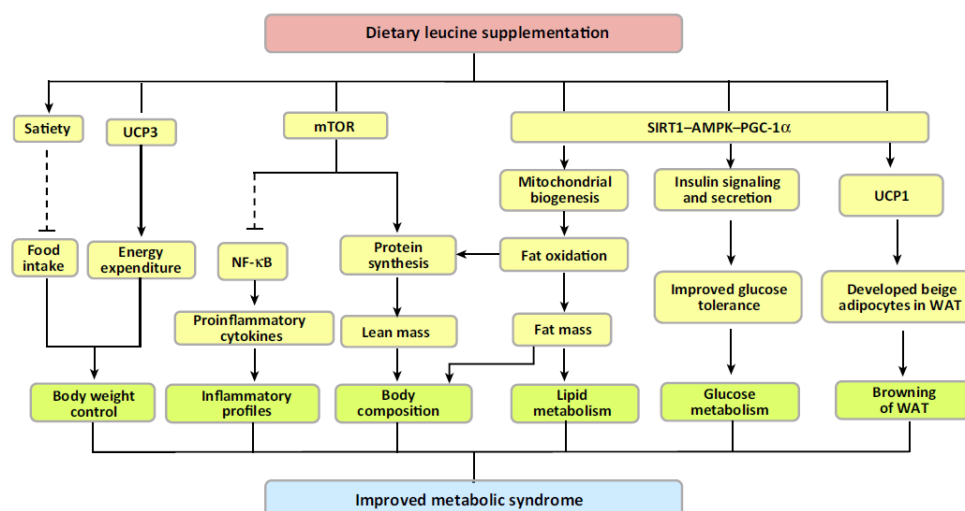 Dietary leucine supplementation
Satiety
UCP3
mTOR
SIRT1–AMPK–PGC-1α
Mitochondrial
biogenesis
Insulin signaling
and secretion
UCP1
Food
intake
Energy
expenditure
NF-κB
Protein
synthesis
Fat oxidation
Improved glucose
tolerance
Developed beige
adipocytes in WAT
Proinflammatory
cytokines
Lean mass
Fat mass
Body weight
control
Inflammatory
profiles
Body
composition
Lipid
metabolism
Glucose
metabolism
Browning
of WAT
Improved metabolic syndrome